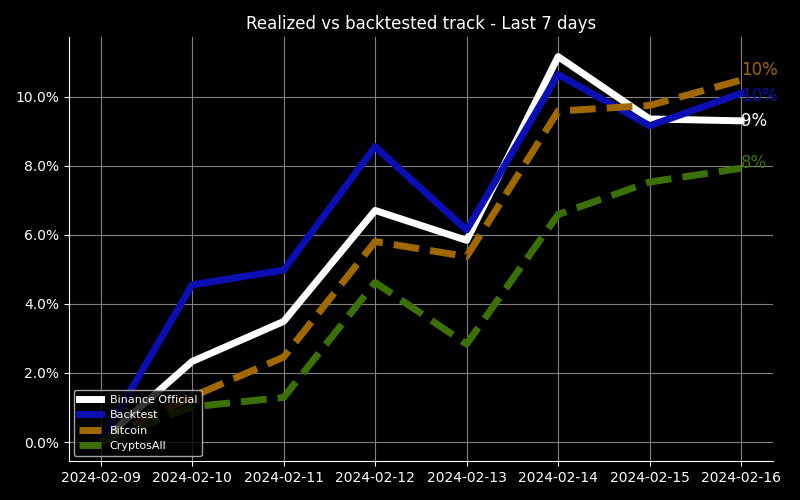 Realized vs backtested track - Last 7 days
10%
10%
9%
8%
10.0%
8.0%
6.0%
4.0%
2.0%
0.0%
Binance Official
Backtest
Bitcoin
CryptosAll
2024-02-09 2024-02-10 2024-02-11 2024-02-12 2024-02-13 2024-02-14 2024-02-15 2024-02-16